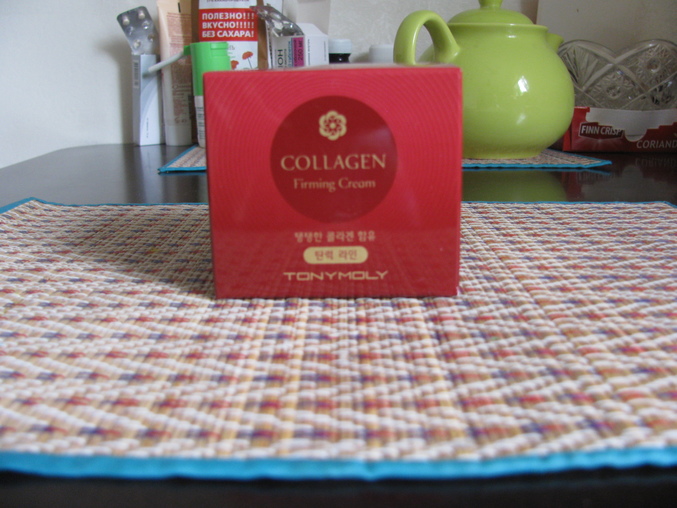 ПОЛЕЗНО!!!!
ВКУСНО!!!!!
БЕЗ САХАРА!
FINN CRISP
CORIAND
COLLAGEN
Firming Cream
탱탱한 콜라겐 함유
탄력 라인
TONYMOLY